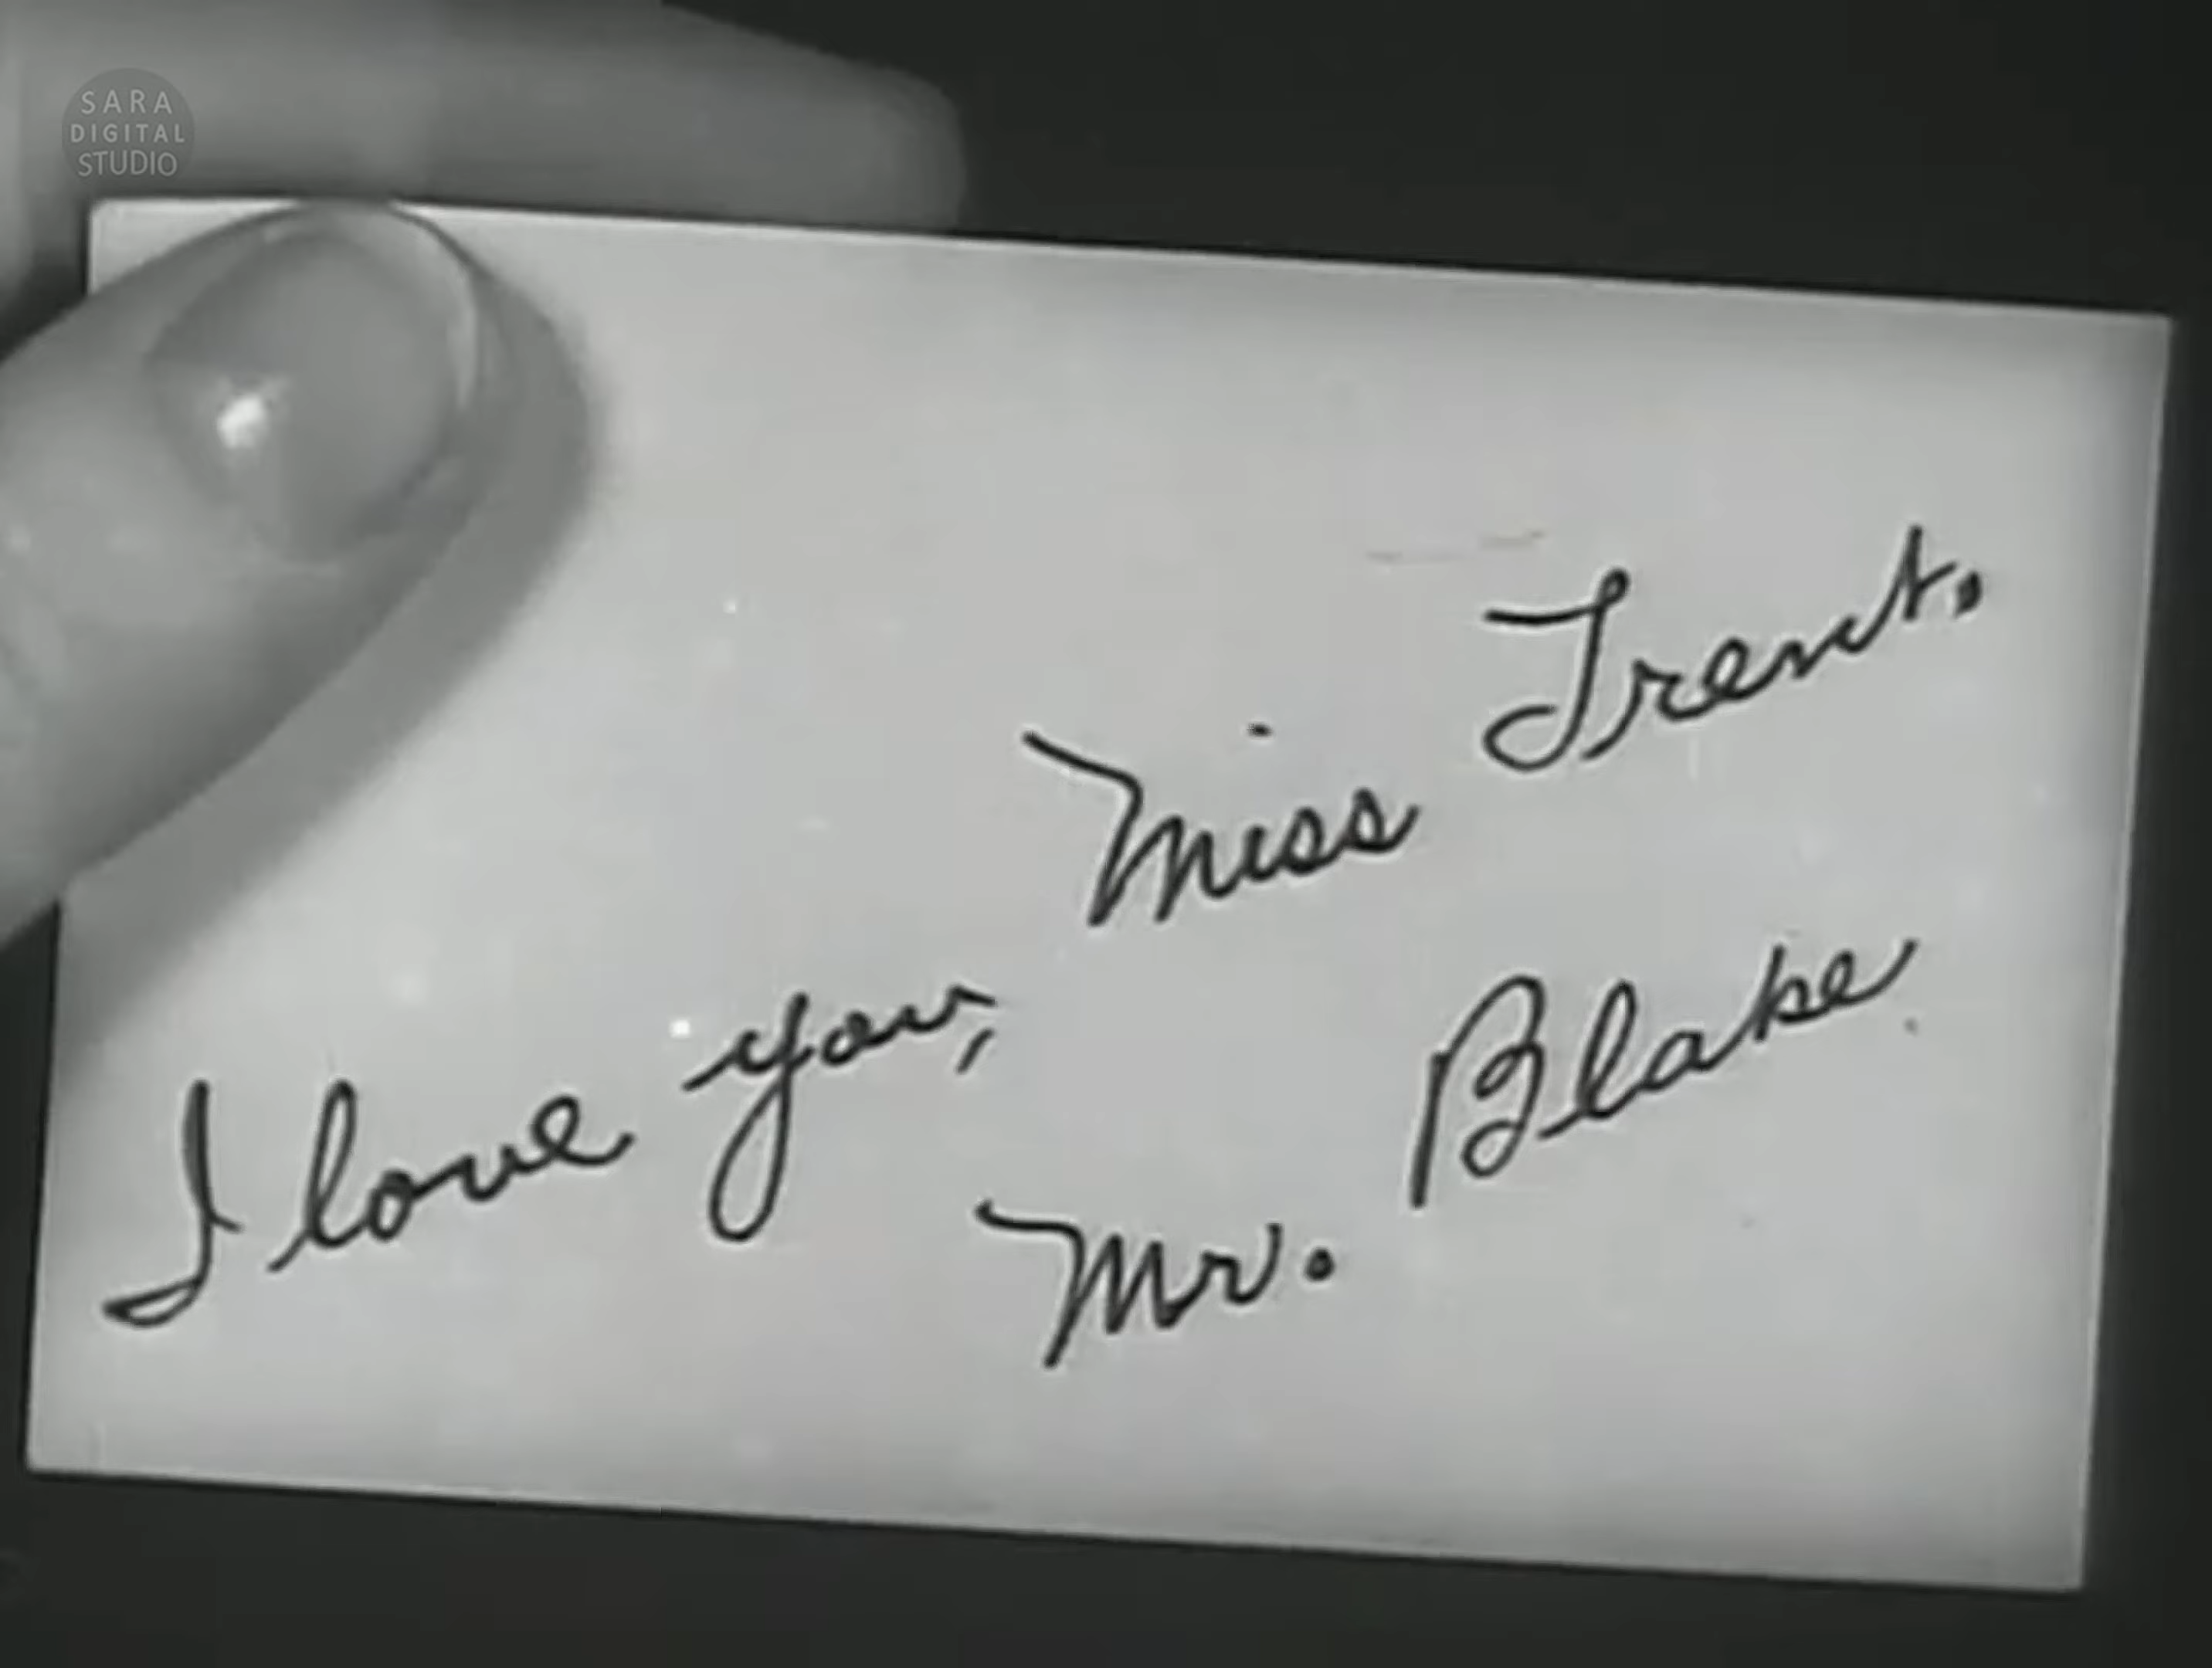 SARA
DIGITAL
STUDIO
I love you, Miss Trent.
Mr. Blake